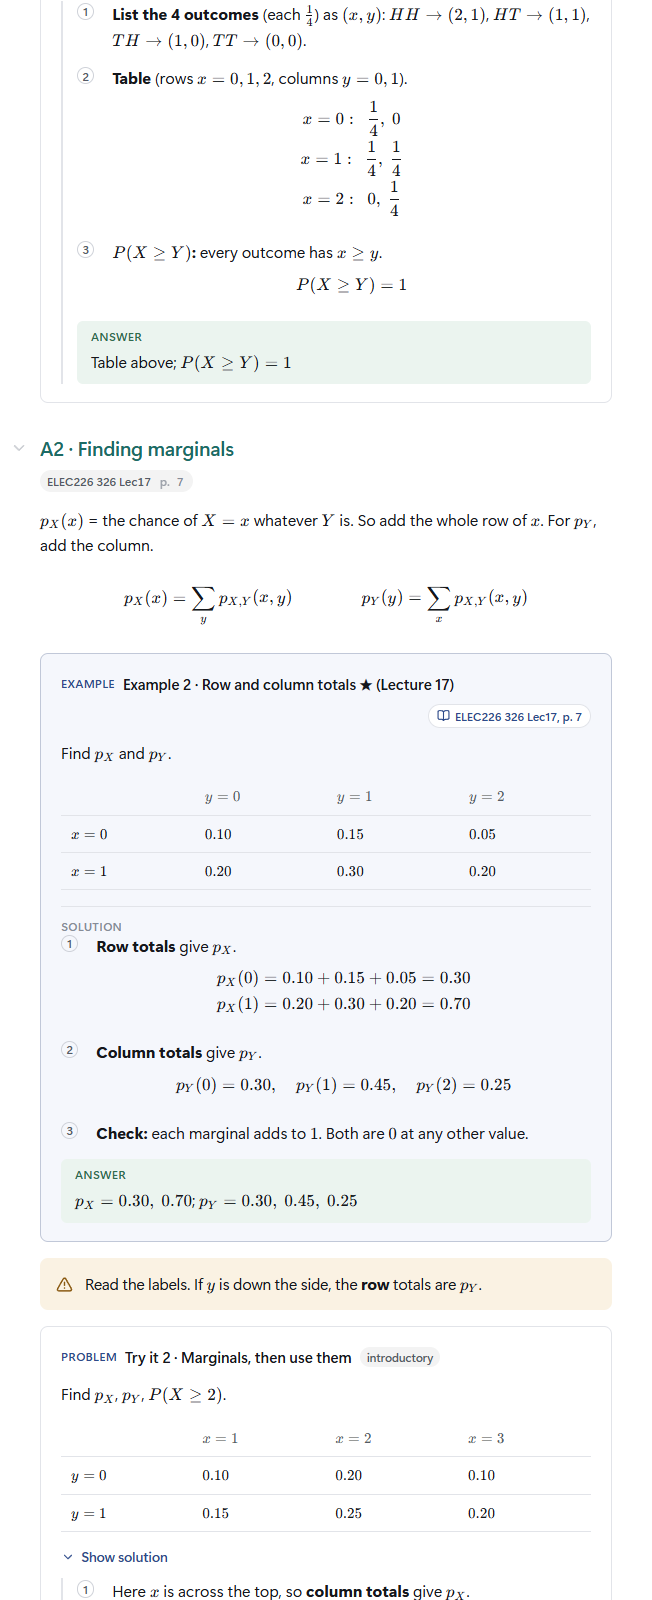 1 List the 4 outcomes (each 1/4) as (x, y): HH → (2, 1), HT → (1, 1),
TH → (1, 0), TT → (0, 0).
2 Table (rows x = 0, 1, 2, columns y = 0, 1).
x = 0 : 1/4, 0
x = 1 : 1/4, 1/4
x = 2 : 0, 1/4
3 P(X ≥ Y): every outcome has x ≥ y.
P(X ≥ Y) = 1
ANSWER
Table above; P(X ≥ Y) = 1
A2 · Finding marginals
ELEC226 326 Lec17 p. 7
p_X(x) = the chance of X = x whatever Y is. So add the whole row of x. For p_Y,
add the column.
p_X(x) = ∑_y p_{X,Y}(x, y) p_Y(y) = ∑_x p_{X,Y}(x, y)
EXAMPLE Example 2 · Row and column totals ★ (Lecture 17)
ELEC226 326 Lec17, p. 7
Find p_X and p_Y.
y = 0 y = 1 y = 2
x = 0 0.10 0.15 0.05
x = 1 0.20 0.30 0.20
SOLUTION
1 Row totals give p_X.
p_X(0) = 0.10 + 0.15 + 0.05 = 0.30
p_X(1) = 0.20 + 0.30 + 0.20 = 0.70
2 Column totals give p_Y.
p_Y(0) = 0.30, p_Y(1) = 0.45, p_Y(2) = 0.25
3 Check: each marginal adds to 1. Both are 0 at any other value.
ANSWER
p_X = 0.30, 0.70; p_Y = 0.30, 0.45, 0.25
Read the labels. If y is down the side, the row totals are p_Y.
PROBLEM Try it 2 · Marginals, then use them introductory
Find p_X, p_Y, P(X ≥ 2).
x = 1 x = 2 x = 3
y = 0 0.10 0.20 0.10
y = 1 0.15 0.25 0.20
Show solution
1 Here x is across the top, so column totals give p_X.